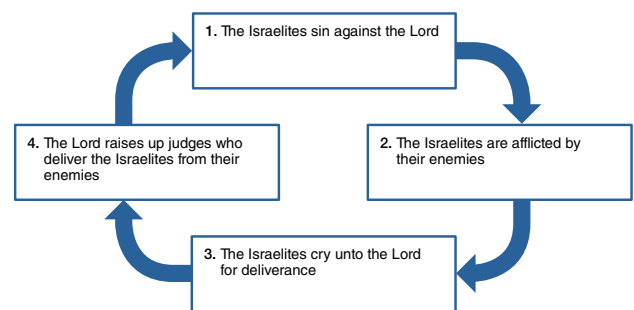 1. The Israelites sin against the Lord
2. The Israelites are afflicted by
their enemies
3. The Israelites cry unto the Lord
for deliverance
4. The Lord raises up judges who
deliver the Israelites from their
enemies